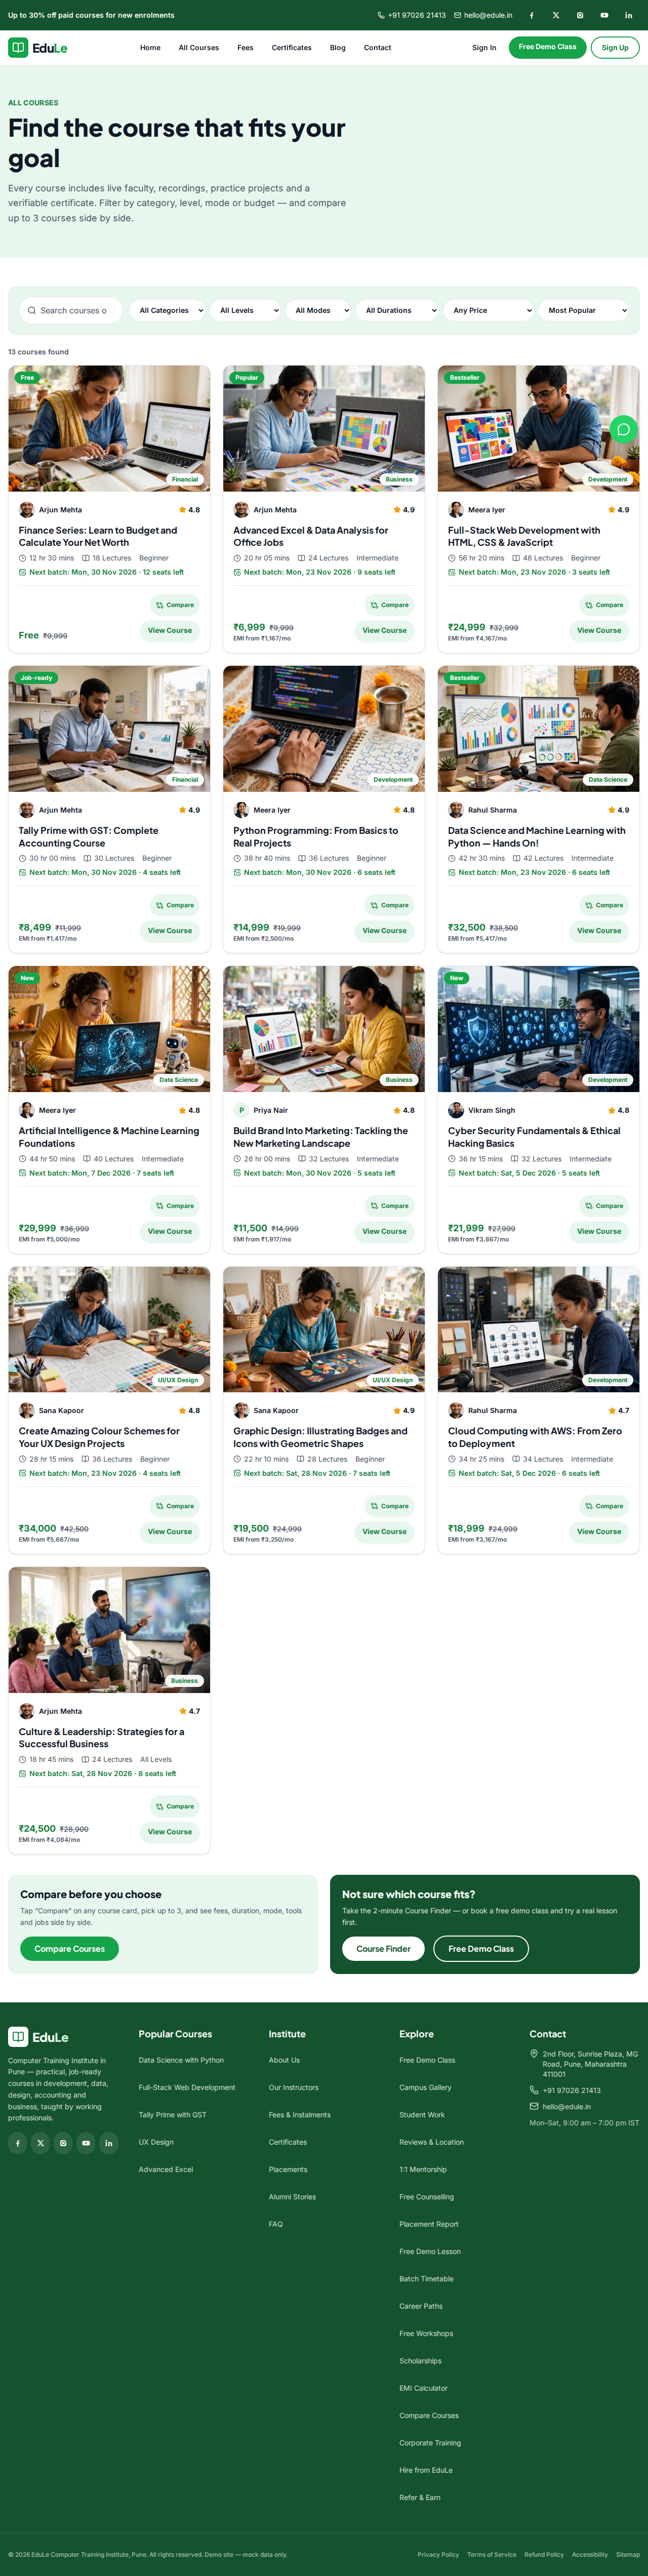 Up to 30% off paid courses for new enrolments
+91 97026 21413
hello@edule.in
EduLe
Home
All Courses
Fees
Certificates
Blog
Contact
Sign In
Free Demo Class
Sign Up
ALL COURSES
Find the course that fits your
goal
Every course includes live faculty, recordings, practice projects and a
verifiable certificate. Filter by category, level, mode or budget — and compare
up to 3 courses side by side.
Search courses o
All Categories
All Levels
All Modes
All Durations
Any Price
Most Popular
13 courses found
Free
Financial
Arjun Mehta
4.8
Finance Series: Learn to Budget and
Calculate Your Net Worth
12 hr 30 mins
18 Lectures
Beginner
Next batch: Mon, 30 Nov 2026 · 12 seats left
Compare
Free ₹9,999
View Course
Popular
Business
Arjun Mehta
4.9
Advanced Excel & Data Analysis for
Office Jobs
20 hr 05 mins
24 Lectures
Intermediate
Next batch: Mon, 23 Nov 2026 · 9 seats left
Compare
₹6,999 ₹9,999
EMI from ₹1,167/mo
View Course
Bestseller
Development
Meera Iyer
4.9
Full-Stack Web Development with
HTML, CSS & JavaScript
56 hr 20 mins
48 Lectures
Beginner
Next batch: Mon, 23 Nov 2026 · 3 seats left
Compare
₹24,999 ₹32,999
EMI from ₹4,167/mo
View Course
Job-ready
Financial
Arjun Mehta
4.9
Tally Prime with GST: Complete
Accounting Course
30 hr 00 mins
30 Lectures
Beginner
Next batch: Mon, 30 Nov 2026 · 4 seats left
Compare
₹8,499 ₹11,999
EMI from ₹1,417/mo
View Course
Development
Meera Iyer
4.8
Python Programming: From Basics to
Real Projects
38 hr 40 mins
36 Lectures
Beginner
Next batch: Mon, 30 Nov 2026 · 6 seats left
Compare
₹14,999 ₹19,999
EMI from ₹2,500/mo
View Course
Bestseller
Data Science
Rahul Sharma
4.9
Data Science and Machine Learning with
Python — Hands On!
42 hr 30 mins
42 Lectures
Intermediate
Next batch: Mon, 23 Nov 2026 · 6 seats left
Compare
₹32,500 ₹38,500
EMI from ₹5,417/mo
View Course
New
Data Science
Meera Iyer
4.8
Artificial Intelligence & Machine Learning
Foundations
44 hr 50 mins
40 Lectures
Intermediate
Next batch: Mon, 7 Dec 2026 · 7 seats left
Compare
₹29,999 ₹36,999
EMI from ₹5,000/mo
View Course
Business
P
Priya Nair
4.8
Build Brand Into Marketing: Tackling the
New Marketing Landscape
26 hr 00 mins
32 Lectures
Intermediate
Next batch: Mon, 30 Nov 2026 · 5 seats left
Compare
₹11,500 ₹14,999
EMI from ₹1,917/mo
View Course
New
Development
Vikram Singh
4.8
Cyber Security Fundamentals & Ethical
Hacking Basics
36 hr 15 mins
32 Lectures
Intermediate
Next batch: Sat, 5 Dec 2026 · 5 seats left
Compare
₹21,999 ₹27,999
EMI from ₹3,667/mo
View Course
UI/UX Design
Sana Kapoor
4.8
Create Amazing Colour Schemes for
Your UX Design Projects
28 hr 15 mins
36 Lectures
Beginner
Next batch: Mon, 23 Nov 2026 · 4 seats left
Compare
₹34,000 ₹42,500
EMI from ₹5,667/mo
View Course
UI/UX Design
Sana Kapoor
4.9
Graphic Design: Illustrating Badges and
Icons with Geometric Shapes
22 hr 10 mins
28 Lectures
Beginner
Next batch: Sat, 28 Nov 2026 · 7 seats left
Compare
₹19,500 ₹24,999
EMI from ₹3,250/mo
View Course
Development
Rahul Sharma
4.7
Cloud Computing with AWS: From Zero
to Deployment
34 hr 25 mins
34 Lectures
Intermediate
Next batch: Sat, 5 Dec 2026 · 6 seats left
Compare
₹18,999 ₹24,999
EMI from ₹3,167/mo
View Course
Business
Arjun Mehta
4.7
Culture & Leadership: Strategies for a
Successful Business
18 hr 45 mins
24 Lectures
All Levels
Next batch: Sat, 28 Nov 2026 · 8 seats left
Compare
₹24,500 ₹28,900
EMI from ₹4,084/mo
View Course
Compare before you choose
Tap “Compare” on any course card, pick up to 3, and see fees, duration, mode, tools
and jobs side by side.
Compare Courses
Not sure which course fits?
Take the 2-minute Course Finder — or book a free demo class and try a real lesson
first.
Course Finder
Free Demo Class
EduLe
Computer Training Institute in
Pune — practical, job-ready
courses in development, data,
design, accounting and
business, taught by working
professionals.
Popular Courses
Data Science with Python
Full-Stack Web Development
Tally Prime with GST
UX Design
Advanced Excel
Institute
About Us
Our Instructors
Fees & Instalments
Certificates
Placements
Alumni Stories
FAQ
Explore
Free Demo Class
Campus Gallery
Student Work
Reviews & Location
1:1 Mentorship
Free Counselling
Placement Report
Free Demo Lesson
Batch Timetable
Career Paths
Free Workshops
Scholarships
EMI Calculator
Compare Courses
Corporate Training
Hire from EduLe
Refer & Earn
Contact
2nd Floor, Sunrise Plaza, MG
Road, Pune, Maharashtra
411001
+91 97026 21413
hello@edule.in
Mon–Sat, 9:00 am – 7:00 pm IST
© 2026 EduLe Computer Training Institute, Pune. All rights reserved. Demo site — mock data only.
Privacy Policy
Terms of Service
Refund Policy
Accessibility
Sitemap